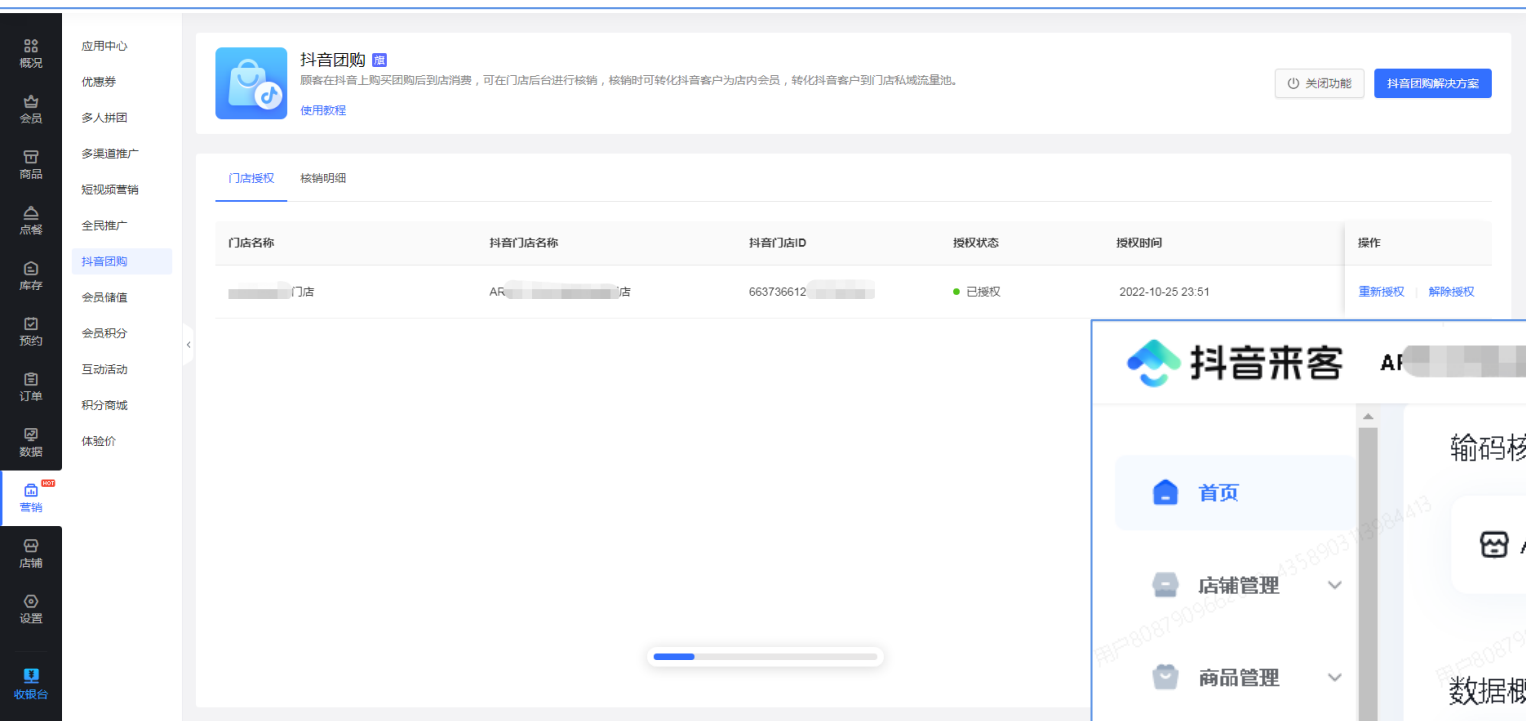 概况
会员
商品
点餐
库存
预约
订单
数据
HOT
营销
店铺
设置
收银台
应用中心
优惠券
多人拼团
多渠道推广
短视频营销
全民推广
抖音团购
会员储值
会员积分
互动活动
积分商城
体验价
抖音团购 旗
顾客在抖音上购买团购后到店消费，可在门店后台进行核销，核销时可转化抖音客户为店内会员，转化抖音客户到门店私域流量池。
使用教程
关闭功能 抖音团购解决方案
门店授权 核销明细
门店名称 抖音门店名称 抖音门店ID 授权状态 授权时间 操作
门店 AR 店 663736612 已授权 2022-10-25 23:51 重新授权 解除授权
抖音来客
输码核
首页
店铺管理
商品管理
数据概